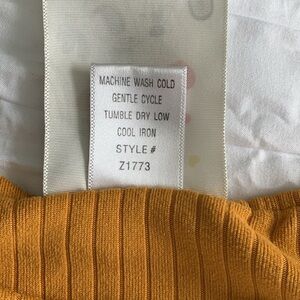 MACHINE WASH COLD
GENTLE CYCLE
TUMBLE DRY LOW
COOL IRON
STYLE#
Z1773